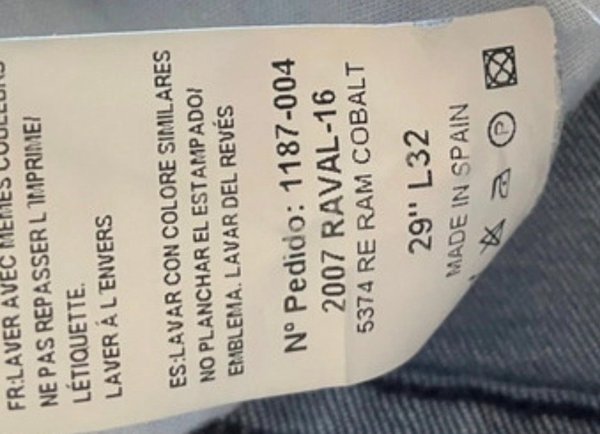 FR:LAVER AVEC MEMES COULEURS
NE PAS REPASSER L'IMPRIME/
LÉTIQUETTE.
LAVER Á L'ENVERS
ES:LAVAR CON COLORE SIMILARES
NO PLANCHAR EL ESTAMPADO/
EMBLEMA. LAVAR DEL REVÉS
Nº Pedido: 1187-004
2007 RAVAL-16
5374 RE RAM COBALT
29" L32
MADE IN SPAIN
P